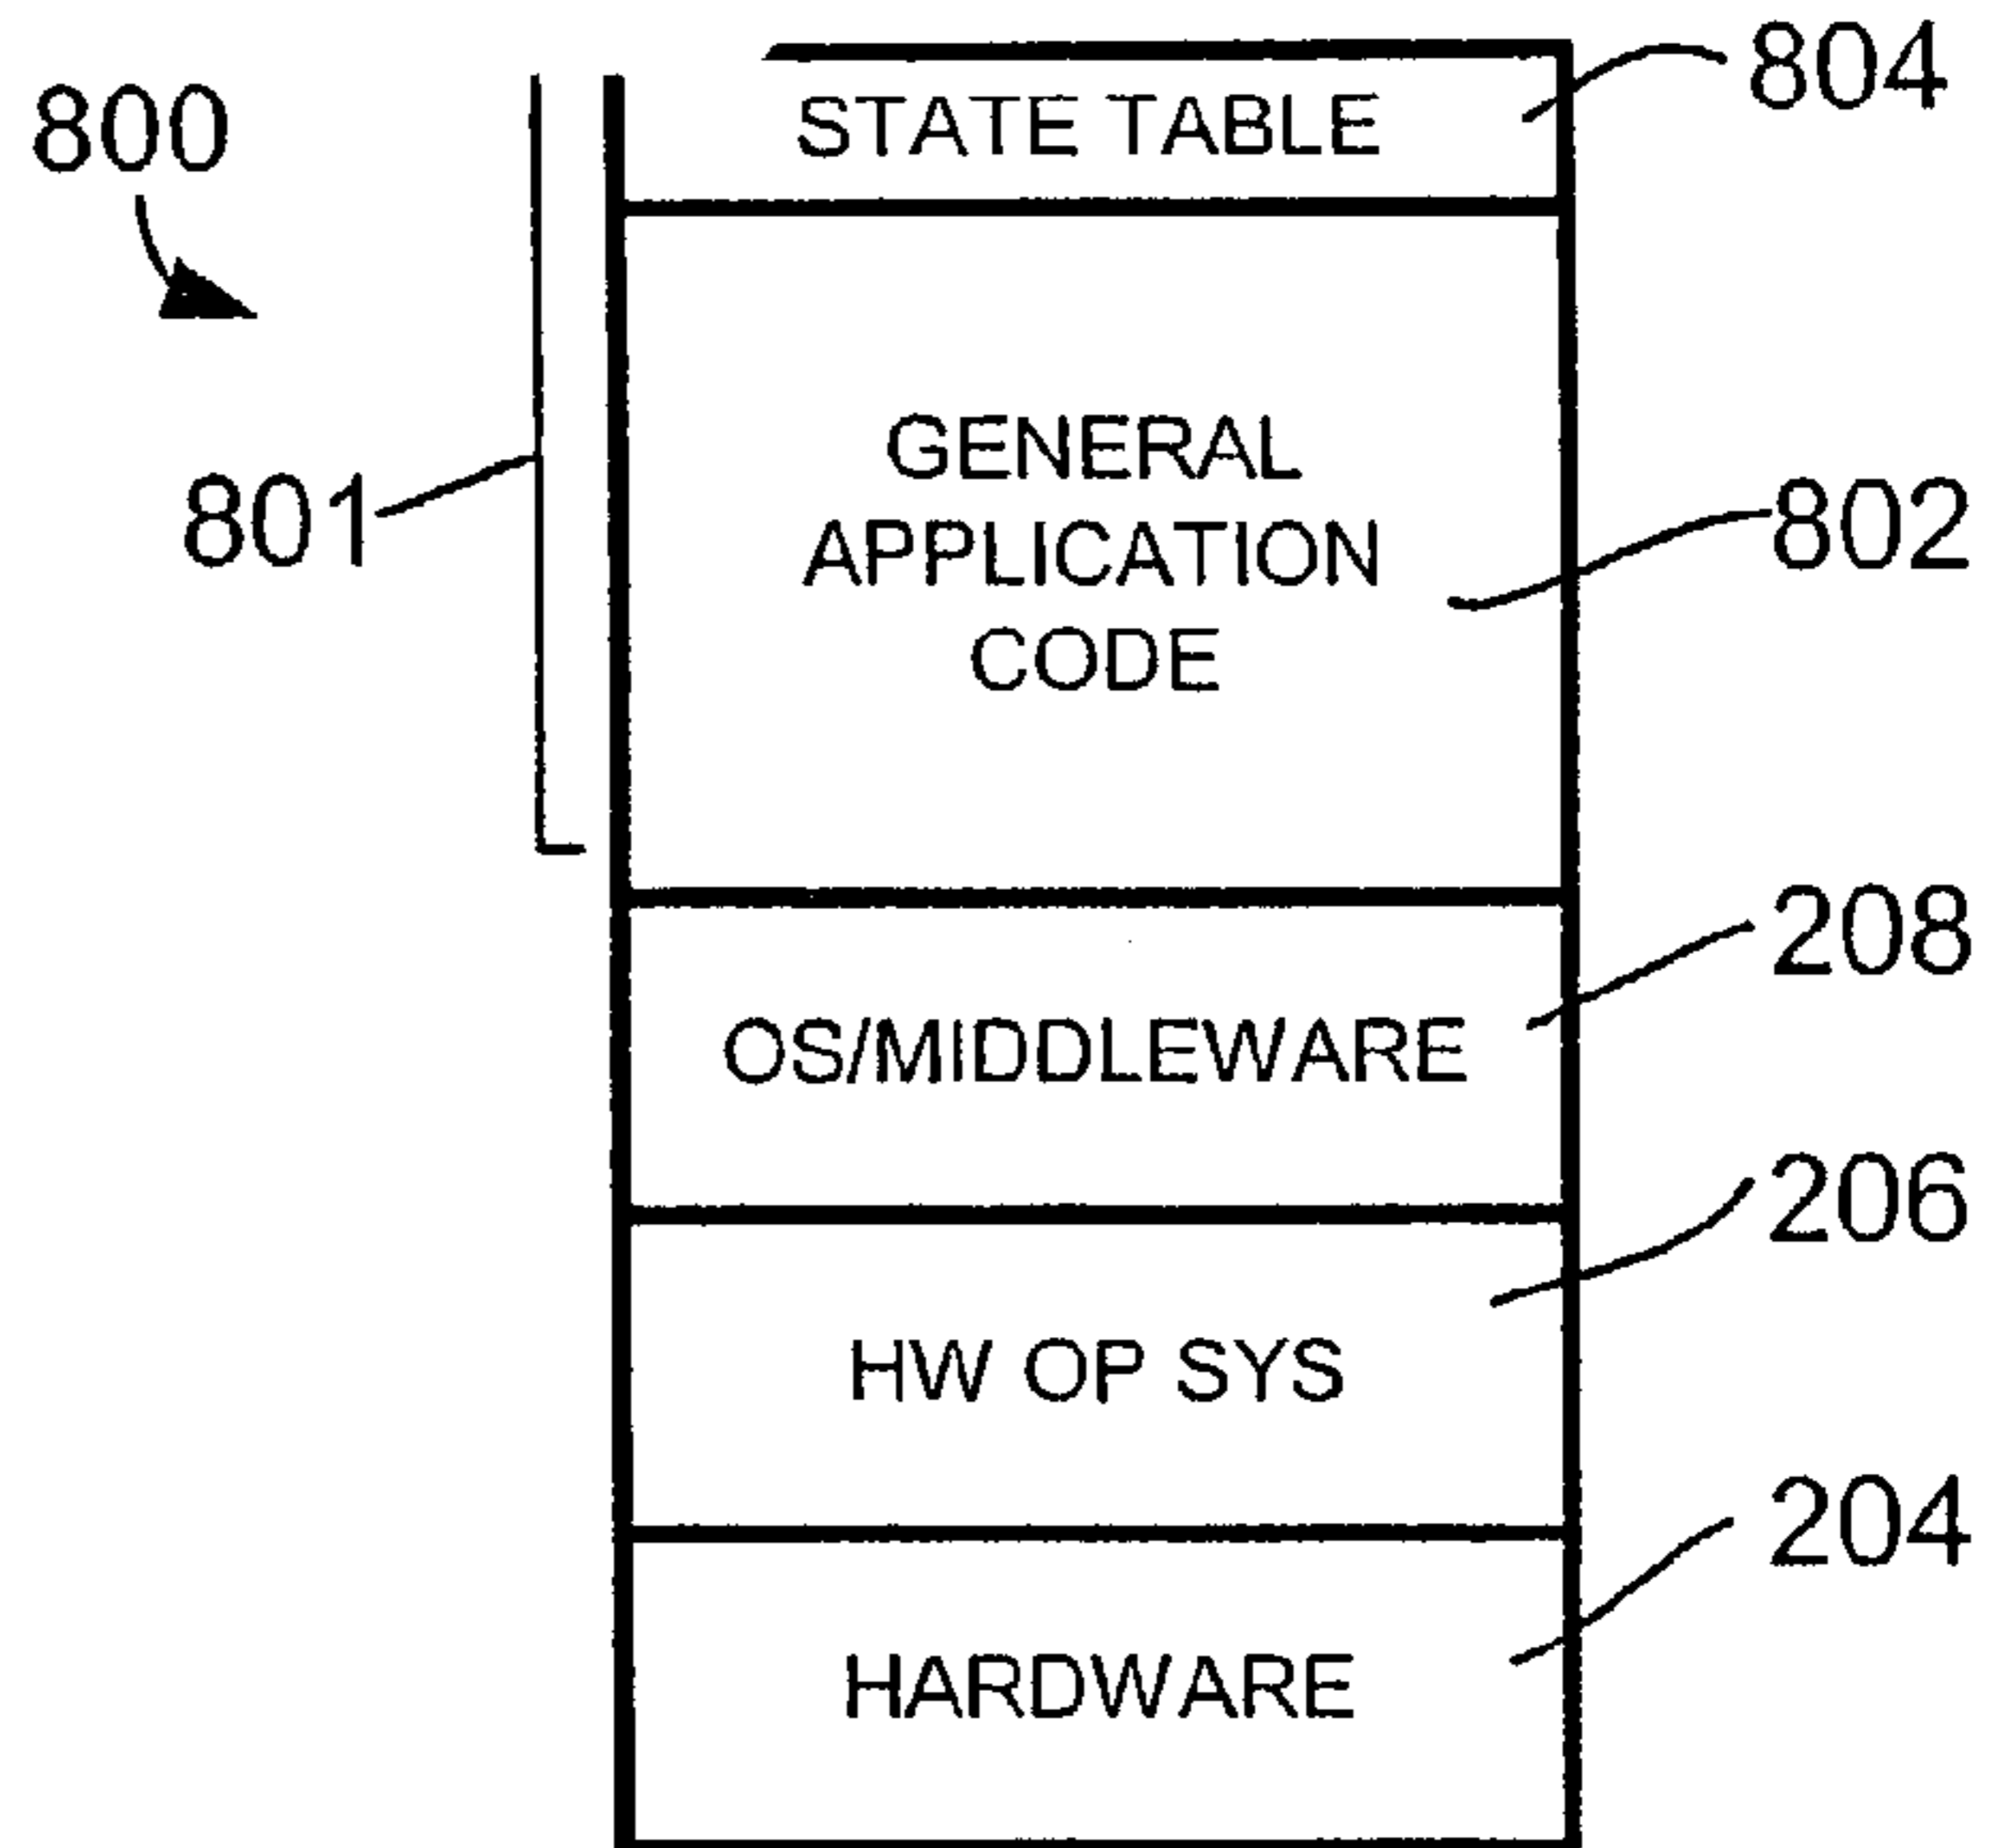 800
804
STATE TABLE
801
GENERAL
APPLICATION
CODE
802
208
OS/MIDDLEWARE
206
HW OP SYS
204
HARDWARE